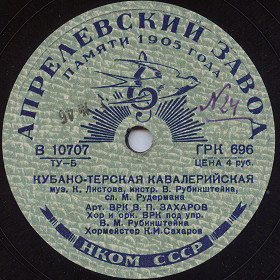 АПРЕЛЕВСКИЙ ЗАВОД
ПАМЯТИ 1905 ГОДА
№24
В 10707
ГРК 696
ТУ-Б
ЦЕНА 4 руб.
КУБАНО-ТЕРСКАЯ КАВАЛЕРИЙСКАЯ
муз. К. Листова, инстр. В. Рубинштейна,
сл. М. Рудермана
Арт. ВРК В. П. ЗАХАРОВ
Хор и орк. ВРК под упр.
В. М. Рубинштейна
Хормейстер К. И. Сахаров
НКОМ СССР